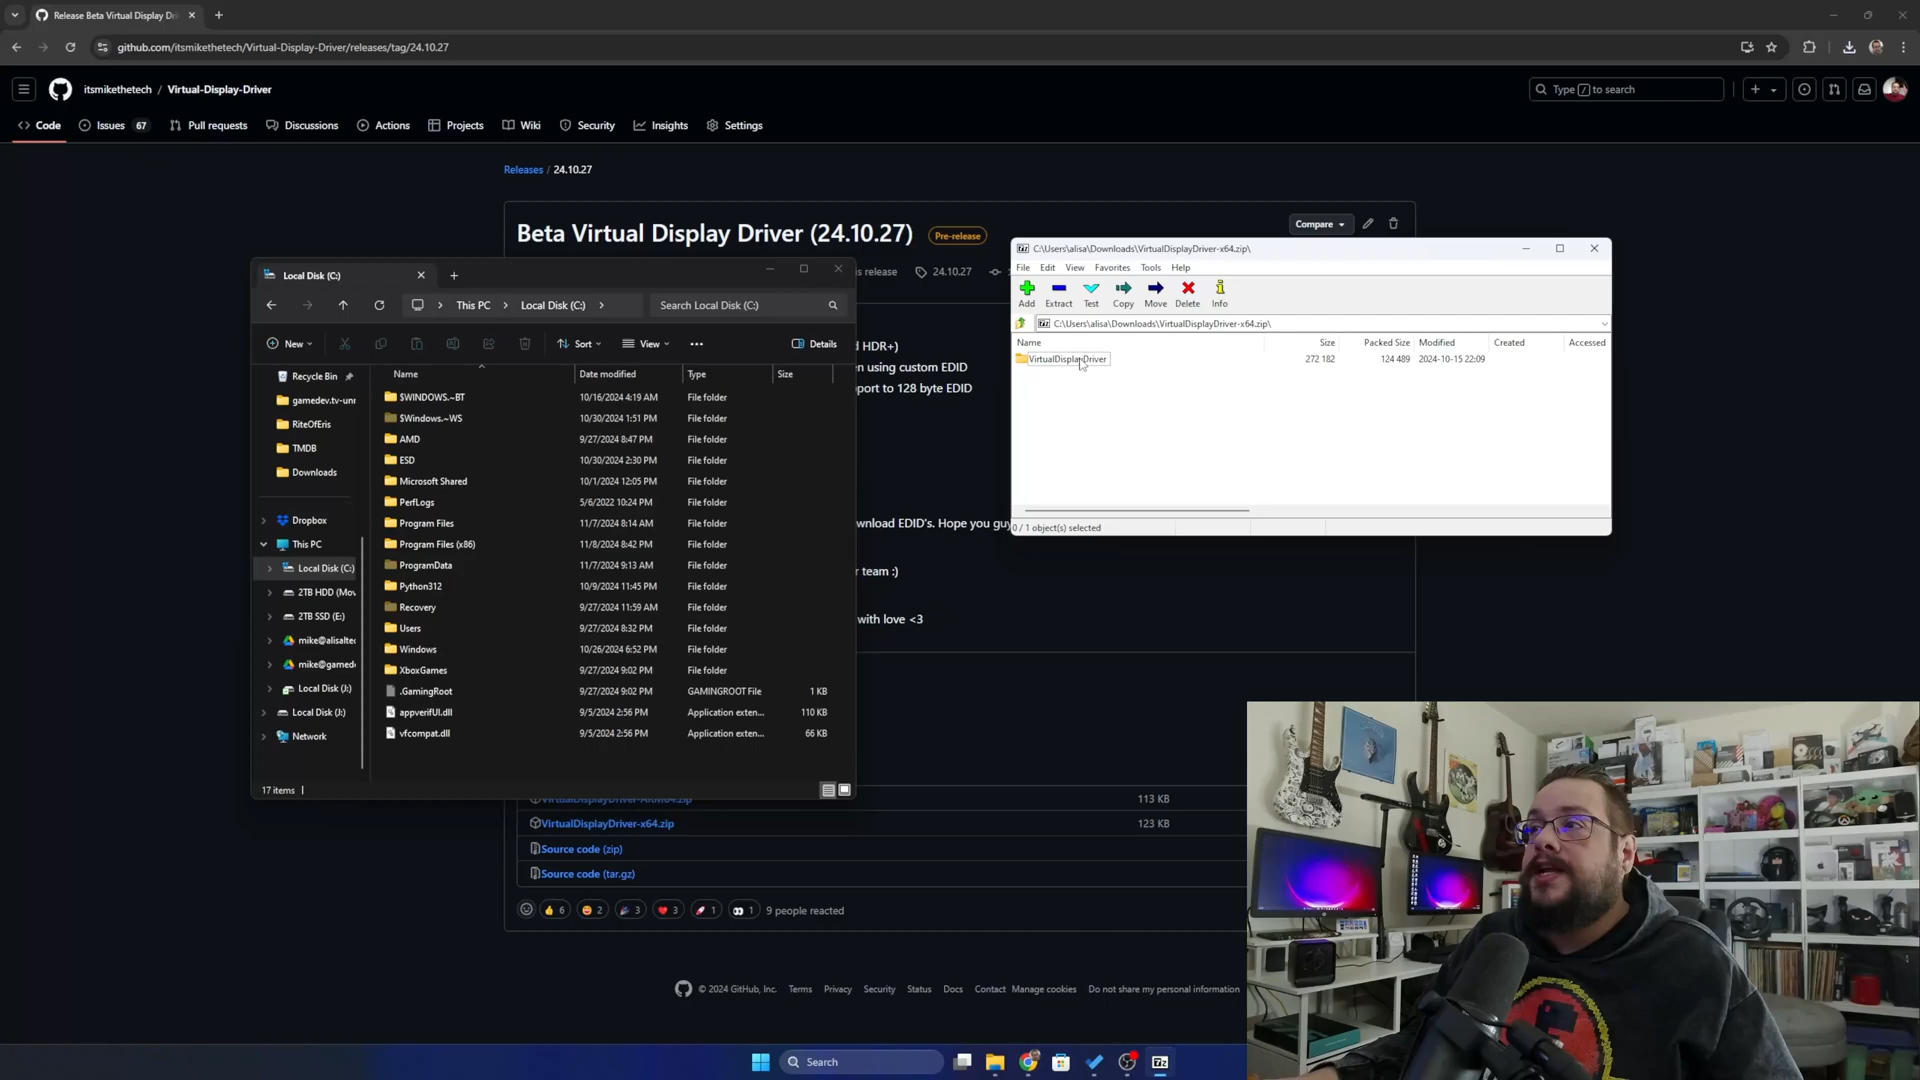 Release Beta Virtual Display Dri
github.com/itsmikethetech/Virtual-Display-Driver/releases/tag/24.10.27
itsmikethetech / Virtual-Display-Driver
Type / to search
Code
Issues 67
Pull requests
Discussions
Actions
Projects
Wiki
Security
Insights
Settings
Releases / 24.10.27
Beta Virtual Display Driver (24.10.27)
Pre-release
Compare
is release
24.10.27
d HDR+)
en using custom EDID
port to 128 byte EDID
wnload EDID's. Hope you guy
r team :)
with love <3
Local Disk (C:)
This PC > Local Disk (C:) >
Search Local Disk (C:)
New
Sort
View
Details
Name
Date modified
Type
Size
Recycle Bin
gamedev.tv-unr
RiteOfEris
TMDB
Downloads
Dropbox
This PC
Local Disk (C:)
2TB HDD (Mov
2TB SSD (E:)
mike@alisaltec
mike@gamede
Local Disk (J:)
Local Disk (J:)
Network
$WINDOWS.~BT 10/16/2024 4:19 AM File folder
$Windows.~WS 10/30/2024 1:51 PM File folder
AMD 9/27/2024 8:47 PM File folder
ESD 10/30/2024 2:30 PM File folder
Microsoft Shared 10/1/2024 12:05 PM File folder
PerfLogs 5/6/2022 10:24 PM File folder
Program Files 11/7/2024 8:14 AM File folder
Program Files (x86) 11/8/2024 8:42 PM File folder
ProgramData 11/7/2024 9:13 AM File folder
Python312 10/9/2024 11:45 PM File folder
Recovery 9/27/2024 11:59 AM File folder
Users 9/27/2024 8:32 PM File folder
Windows 10/26/2024 6:52 PM File folder
XboxGames 9/27/2024 9:02 PM File folder
.GamingRoot 9/27/2024 9:02 PM GAMINGROOT File 1 KB
appverifUI.dll 9/5/2024 2:56 PM Application exten... 110 KB
vfcompat.dll 9/5/2024 2:56 PM Application exten... 66 KB
17 items
C:\Users\alisa\Downloads\VirtualDisplayDriver-x64.zip\
File Edit View Favorites Tools Help
Add Extract Test Copy Move Delete Info
C:\Users\alisa\Downloads\VirtualDisplayDriver-x64.zip\
Name Size Packed Size Modified Created Accessed
VirtualDisplayDriver 272 182 124 489 2024-10-15 22:09
0 / 1 object(s) selected
VirtualDisplayDriver-ARM64.zip 113 KB
VirtualDisplayDriver-x64.zip 123 KB
Source code (zip)
Source code (tar.gz)
6 2 3 3 1 1 9 people reacted
© 2024 GitHub, Inc. Terms Privacy Security Status Docs Contact Manage cookies Do not share my personal information
Search